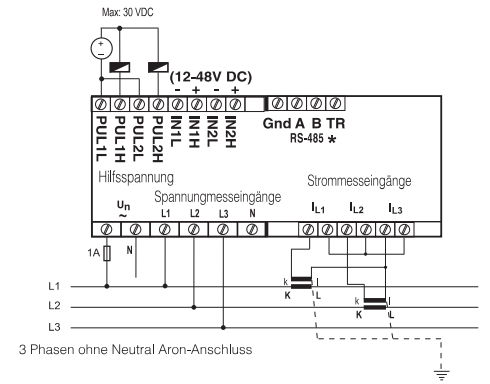 Max: 30 VDC
+
−
(12-48V DC)
- + - +
PUL1L PUL1H PUL2L PUL2H IN1L IN1H IN2L IN2H
Gnd A B TR
RS-485 *
Hilfsspannung
Strommesseingänge
Spannungmesseingänge
Un
~
N L1 L2 L3 N
IL1 IL2 IL3
1A
L1
k l
K L
L2
k l
K L
L3
3 Phasen ohne Neutral Aron-Anschluss